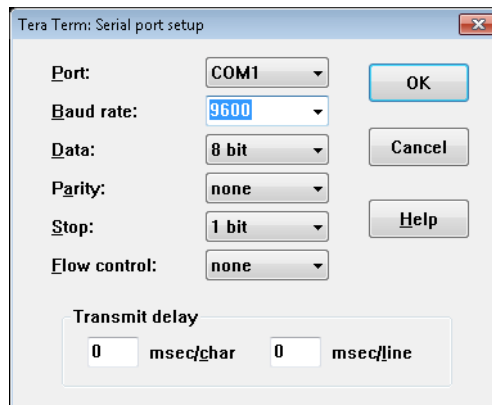 Tera Term: Serial port setup
Port: COM1
OK
Baud rate: 9600
Data: 8 bit
Cancel
Parity: none
Stop: 1 bit
Help
Flow control: none
Transmit delay
0 msec/char 0 msec/line